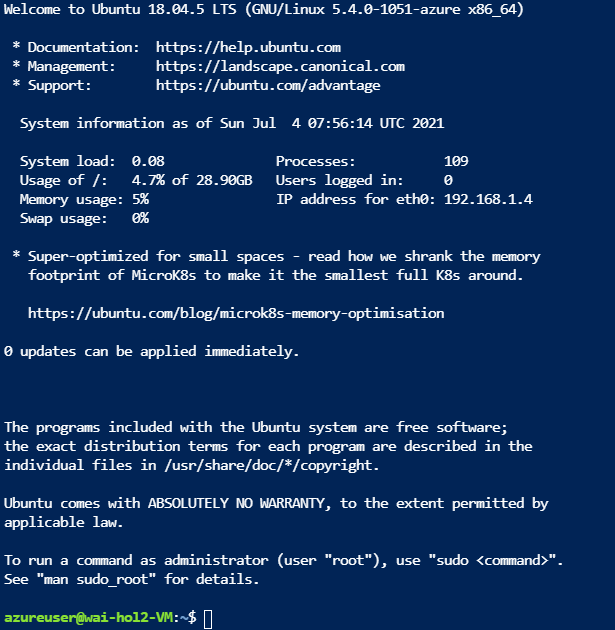 Welcome to Ubuntu 18.04.5 LTS (GNU/Linux 5.4.0-1051-azure x86_64)
* Documentation: https://help.ubuntu.com
* Management: https://landscape.canonical.com
* Support: https://ubuntu.com/advantage
System information as of Sun Jul 4 07:56:14 UTC 2021
System load: 0.08 Processes: 109
Usage of /: 4.7% of 28.90GB Users logged in: 0
Memory usage: 5% IP address for eth0: 192.168.1.4
Swap usage: 0%
* Super-optimized for small spaces - read how we shrank the memory
footprint of MicroK8s to make it the smallest full K8s around.
https://ubuntu.com/blog/microk8s-memory-optimisation
0 updates can be applied immediately.
The programs included with the Ubuntu system are free software;
the exact distribution terms for each program are described in the
individual files in /usr/share/doc/*/copyright.
Ubuntu comes with ABSOLUTELY NO WARRANTY, to the extent permitted by
applicable law.
To run a command as administrator (user "root"), use "sudo <command>".
See "man sudo_root" for details.
azureuser@wai-hol2-VM:~$